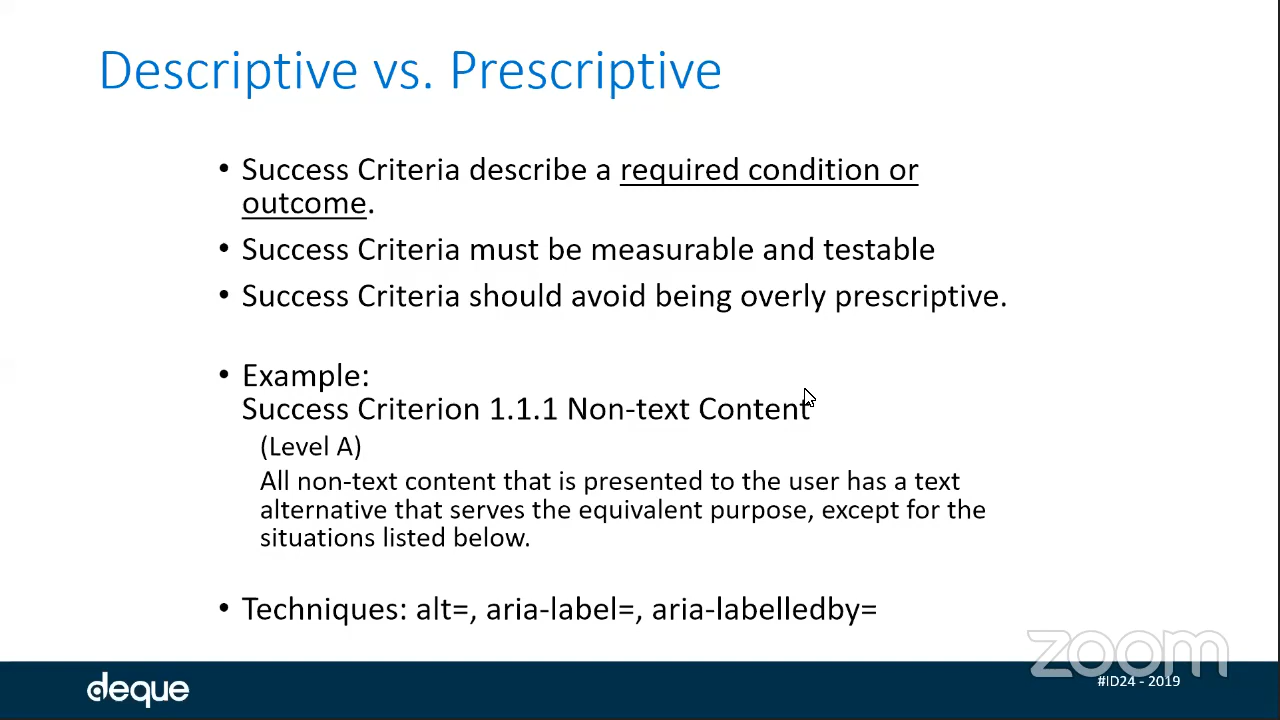 Descriptive vs. Prescriptive
• Success Criteria describe a required condition or
outcome.
• Success Criteria must be measurable and testable
• Success Criteria should avoid being overly prescriptive.
• Example:
Success Criterion 1.1.1 Non-text Content
(Level A)
All non-text content that is presented to the user has a text
alternative that serves the equivalent purpose, except for the
situations listed below.
• Techniques: alt=, aria-label=, aria-labelledby=
zoom
deque
#ID24 - 2019